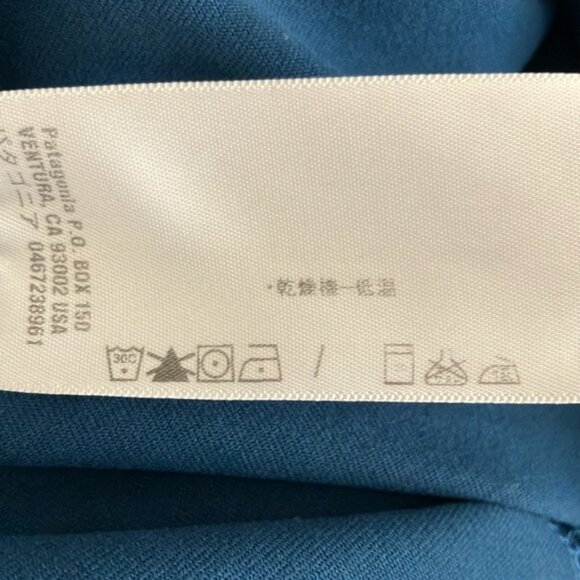 Patagonia P.O. BOX 150
VENTURA, CA 93002 USA
パタゴニア 0467238961
・乾燥機ー低温
30C